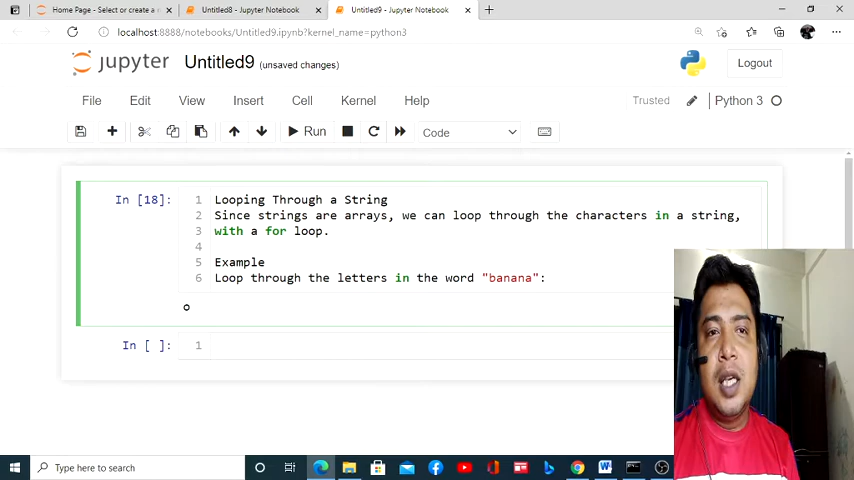 Home Page - Select or create a n
Untitled8 - Jupyter Notebook
Untitled9 - Jupyter Notebook
localhost:8888/notebooks/Untitled9.ipynb?kernel_name=python3
jupyter Untitled9 (unsaved changes)
Logout
File Edit View Insert Cell Kernel Help
Trusted
Python 3
Run
Code
In [18]:
1 Looping Through a String
2 Since strings are arrays, we can loop through the characters in a string,
3 with a for loop.
4
5 Example
6 Loop through the letters in the word "banana":
o
In [ ]: 1
Type here to search